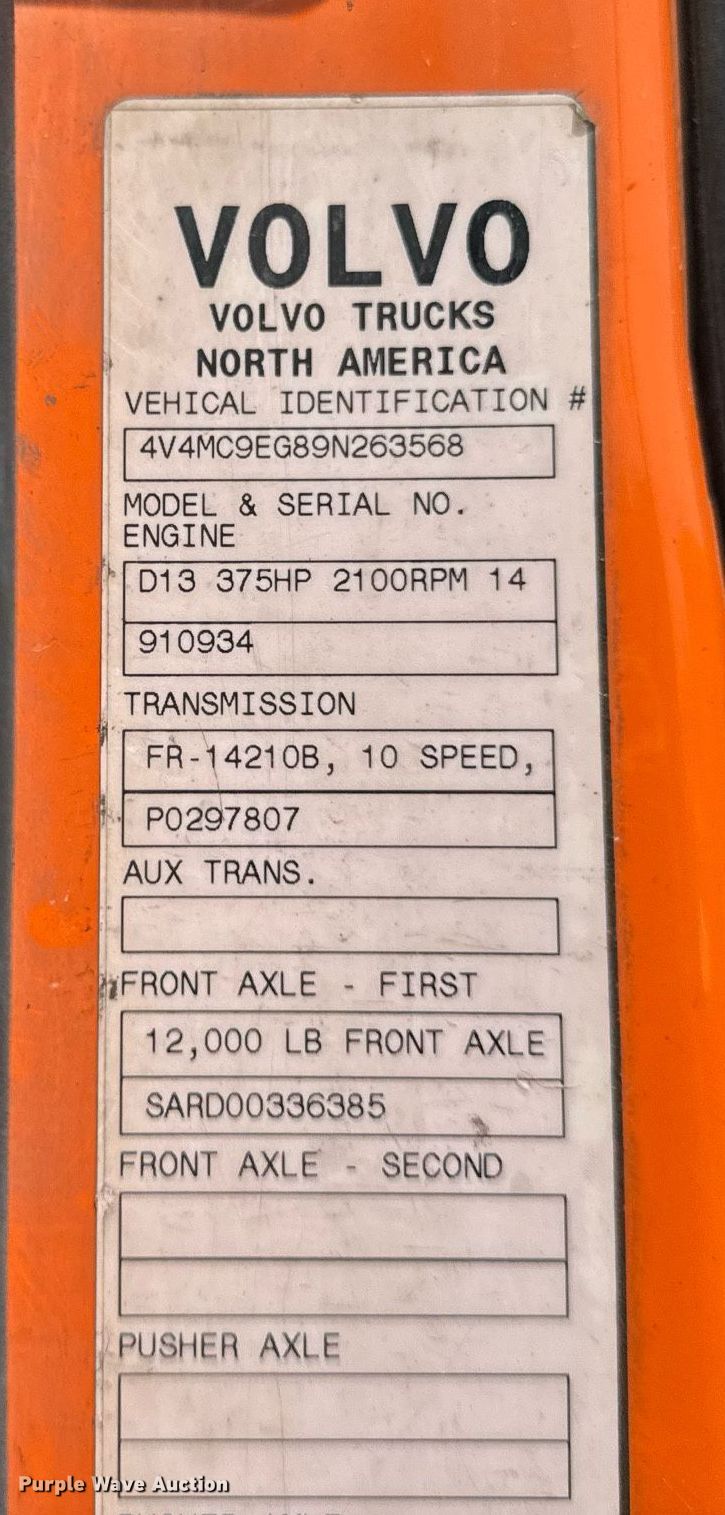 VOLVO
VOLVO TRUCKS
NORTH AMERICA
VEHICAL IDENTIFICATION #
4V4MC9EG89N263568
MODEL & SERIAL NO.
ENGINE
D13 375HP 2100RPM 14
910934
TRANSMISSION
FR-14210B, 10 SPEED,
P0297807
AUX TRANS.
FRONT AXLE - FIRST
12,000 LB FRONT AXLE
SARD00336385
FRONT AXLE - SECOND
PUSHER AXLE
Purple Wave Auction